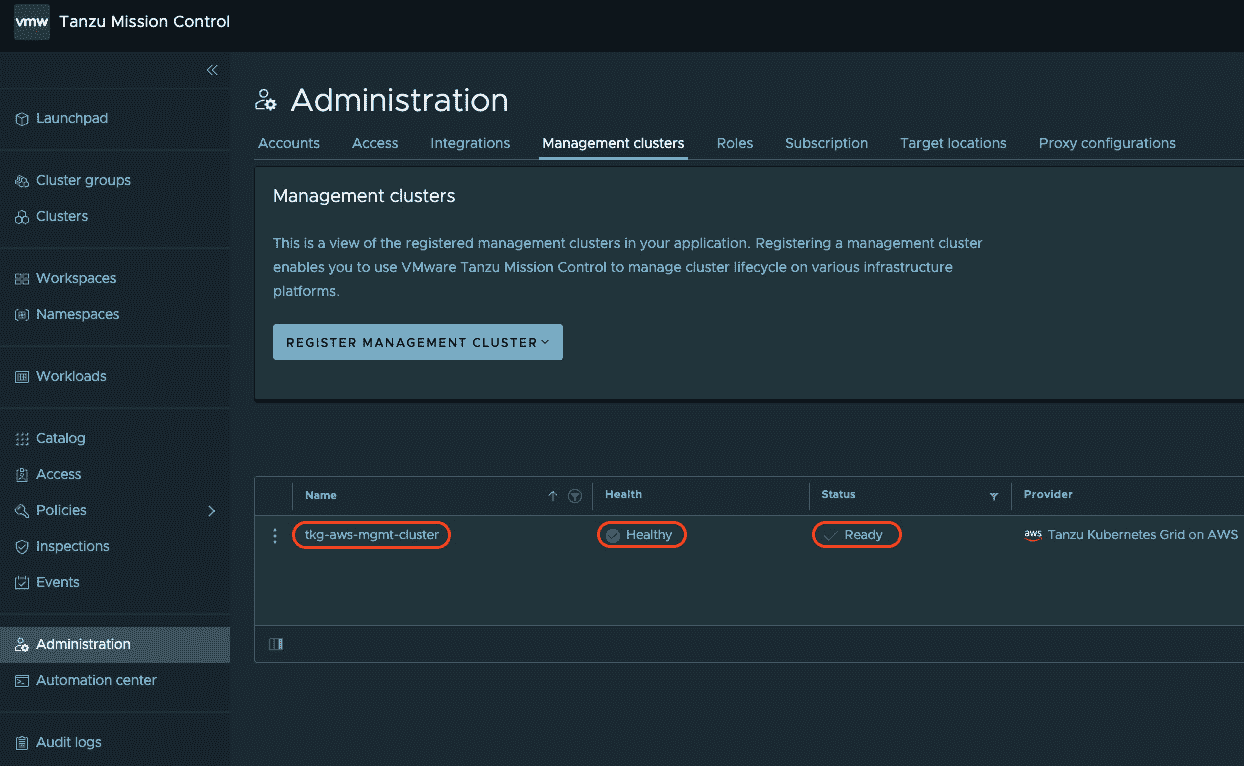 vmw Tanzu Mission Control
Launchpad
Cluster groups
Clusters
Workspaces
Namespaces
Workloads
Catalog
Access
Policies
Inspections
Events
Administration
Automation center
Audit logs
Administration
Accounts Access Integrations Management clusters Roles Subscription Target locations Proxy configurations
Management clusters
This is a view of the registered management clusters in your application. Registering a management cluster
enables you to use VMware Tanzu Mission Control to manage cluster lifecycle on various infrastructure
platforms.
REGISTER MANAGEMENT CLUSTER
Name Health Status Provider
tkg-aws-mgmt-cluster Healthy Ready aws Tanzu Kubernetes Grid on AWS